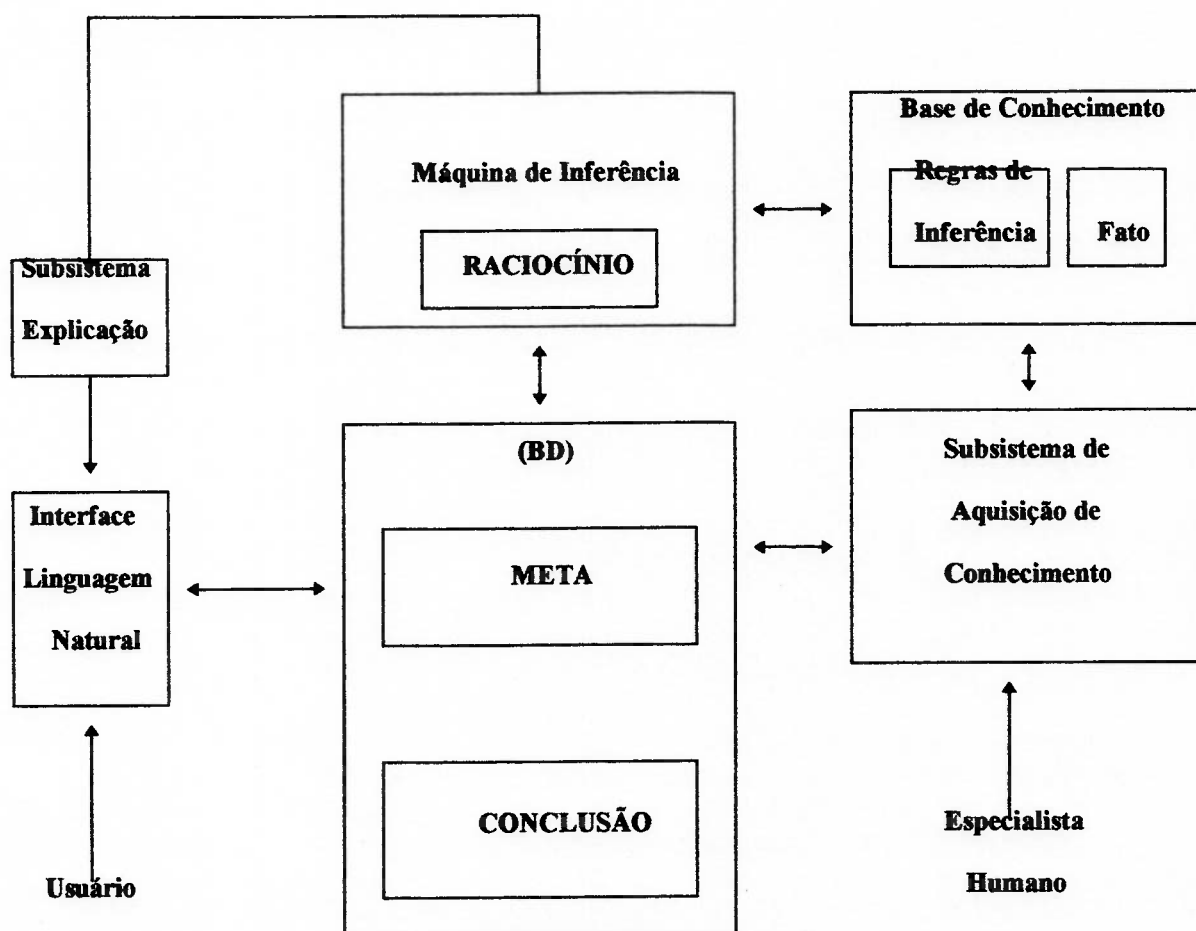 Máquina de Inferência
RACIOCÍNIO
Base de Conhecimento
Regras de
Inferência
Fato
Subsistema
Explicação
Interface
Linguagem
Natural
Usuário
(BD)
META
CONCLUSÃO
Subsistema de
Aquisição de
Conhecimento
Especialista
Humano